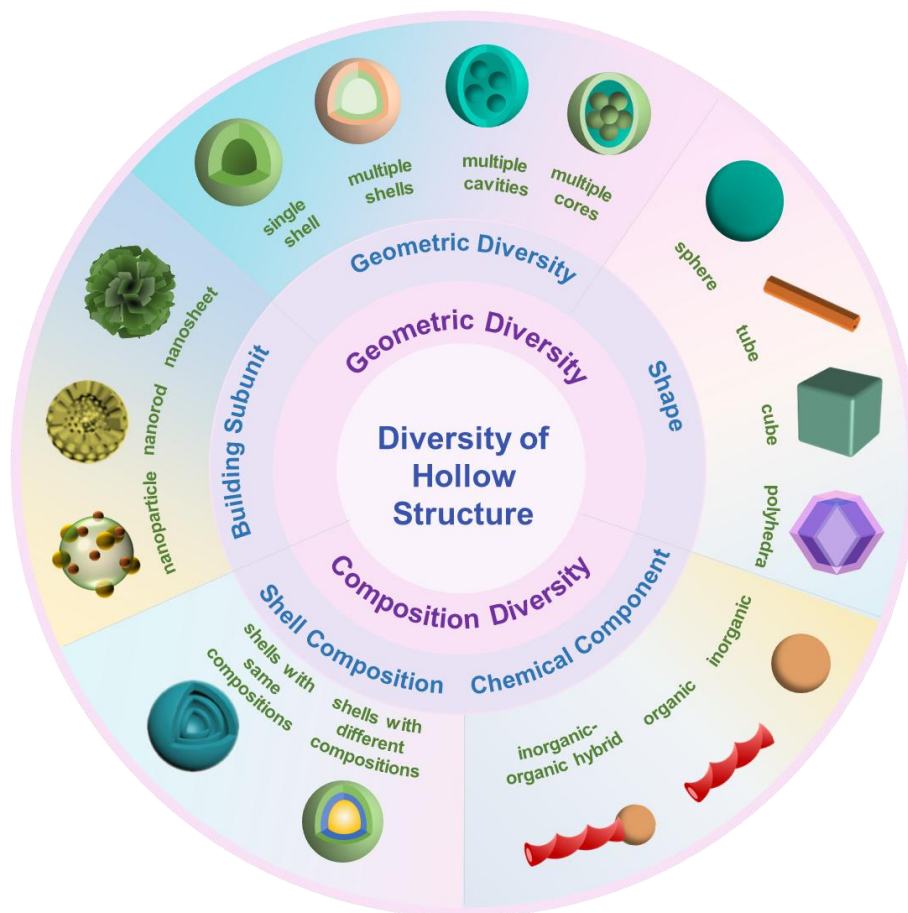 Diversity of
Hollow
Structure
Geometric Diversity
Composition Diversity
Geometric Diversity
Shape
Chemical Component
Shell Composition
Building Subunit
single
shell
multiple
shells
multiple
cavities
multiple
cores
sphere
tube
cube
polyhedra
inorganic
organic
inorganic-
organic hybrid
shells with
different
compositions
shells with
same
compositions
nanoparticle
nanorod
nanosheet